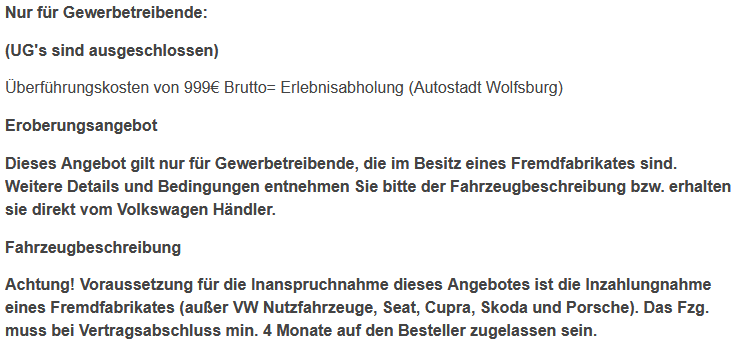 Nur für Gewerbetreibende:
(UG's sind ausgeschlossen)
Überführungskosten von 999€ Brutto= Erlebnisabholung (Autostadt Wolfsburg)
Eroberungsangebot
Dieses Angebot gilt nur für Gewerbetreibende, die im Besitz eines Fremdfabrikates sind.
Weitere Details und Bedingungen entnehmen Sie bitte der Fahrzeugbeschreibung bzw. erhalten
sie direkt vom Volkswagen Händler.
Fahrzeugbeschreibung
Achtung! Voraussetzung für die Inanspruchnahme dieses Angebotes ist die Inzahlungnahme
eines Fremdfabrikates (außer VW Nutzfahrzeuge, Seat, Cupra, Skoda und Porsche). Das Fzg.
muss bei Vertragsabschluss min. 4 Monate auf den Besteller zugelassen sein.